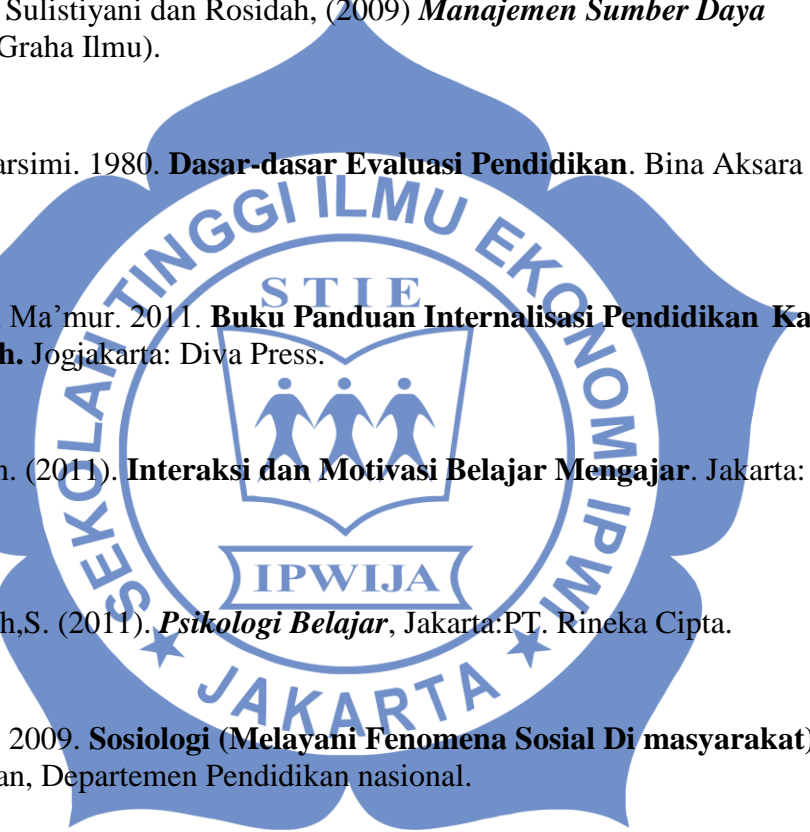 Sulistiyani dan Rosidah, (2009) Manajemen Sumber Daya
Graha Ilmu).
arsimi. 1980. Dasar-dasar Evaluasi Pendidikan. Bina Aksara
Ma’mur. 2011. Buku Panduan Internalisasi Pendidikan Ka
h. Jogjakarta: Diva Press.
n. (2011). Interaksi dan Motivasi Belajar Mengajar. Jakarta:
h,S. (2011). Psikologi Belajar, Jakarta:PT. Rineka Cipta.
2009. Sosiologi (Melayani Fenomena Sosial Di masyarakat)
an, Departemen Pendidikan nasional.
SEKOLAH TINGGI ILMU EKONOMI IPWIJA
STIE
IPWIJA
JAKARTA